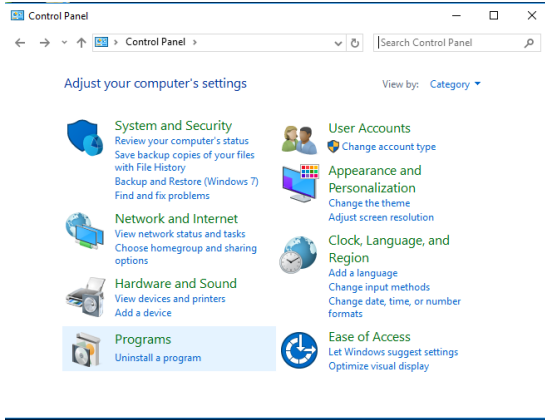 Control Panel
Control Panel
Search Control Panel
Adjust your computer's settings
View by: Category
System and Security
Review your computer's status
Save backup copies of your files
with File History
Backup and Restore (Windows 7)
Find and fix problems
Network and Internet
View network status and tasks
Choose homegroup and sharing
options
Hardware and Sound
View devices and printers
Add a device
Programs
Uninstall a program
User Accounts
Change account type
Appearance and
Personalization
Change the theme
Adjust screen resolution
Clock, Language, and
Region
Add a language
Change input methods
Change date, time, or number
formats
Ease of Access
Let Windows suggest settings
Optimize visual display